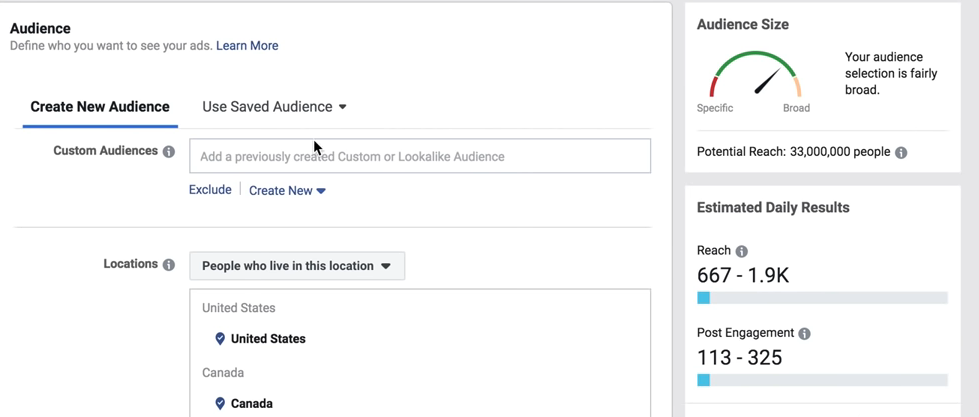 Audience
Define who you want to see your ads. Learn More
Create New Audience
Use Saved Audience
Custom Audiences
Add a previously created Custom or Lookalike Audience
Exclude
Create New
Locations
People who live in this location
United States
United States
Canada
Canada
Audience Size
Your audience
selection is fairly
broad.
Specific
Broad
Potential Reach: 33,000,000 people
Estimated Daily Results
Reach
667 - 1.9K
Post Engagement
113 - 325